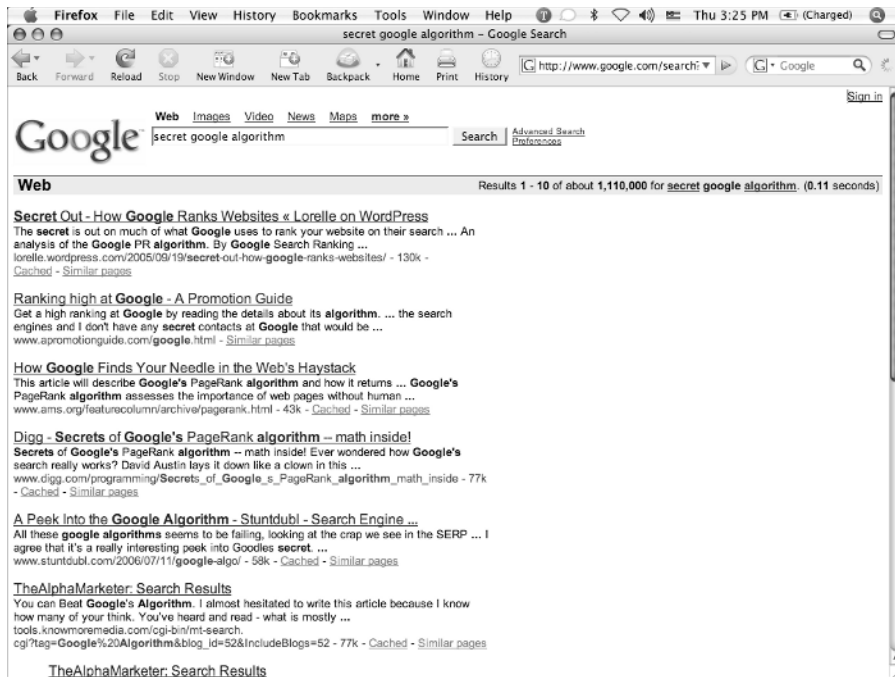 Firefox File Edit View History Bookmarks Tools Window Help Thu 3:25 PM (Charged)
secret google algorithm – Google Search
Back Forward Reload Stop New Window New Tab Backpack Home Print History http://www.google.com/search? Google
Sign in
Web Images Video News Maps more »
Google secret google algorithm Search Advanced Search
Preferences
Web Results 1 - 10 of about 1,110,000 for secret google algorithm. (0.11 seconds)
Secret Out - How Google Ranks Websites « Lorelle on WordPress
The secret is out on much of what Google uses to rank your website on their search ... An
analysis of the Google PR algorithm. By Google Search Ranking ...
lorelle.wordpress.com/2005/09/19/secret-out-how-google-ranks-websites/ - 130k -
Cached - Similar pages
Ranking high at Google - A Promotion Guide
Get a high ranking at Google by reading the details about its algorithm. ... the search
engines and I don't have any secret contacts at Google that would be ...
www.apromotionguide.com/google.html - Similar pages
How Google Finds Your Needle in the Web's Haystack
This article will describe Google's PageRank algorithm and how it returns ... Google's
PageRank algorithm assesses the importance of web pages without human ...
www.ams.org/featurecolumn/archive/pagerank.html - 43k - Cached - Similar pages
Digg - Secrets of Google's PageRank algorithm -- math inside!
Secrets of Google's PageRank algorithm -- math inside! Ever wondered how Google's
search really works? David Austin lays it down like a clown in this ...
www.digg.com/programming/Secrets_of_Google_s_PageRank_algorithm_math_inside - 77k
- Cached - Similar pages
A Peek Into the Google Algorithm - Stuntdubl - Search Engine ...
All these google algorithms seems to be failing, looking at the crap we see in the SERP ... I
agree that it's a really interesting peek into Goodles secret. ...
www.stuntdubl.com/2006/07/11/google-algo/ - 58k - Cached - Similar pages
TheAlphaMarketer: Search Results
You can Beat Google's Algorithm. I almost hesitated to write this article because I know
how many of your think. You've heard and read - what is mostly ...
tools.knowmoremedia.com/cgi-bin/mt-search.
cgi?tag=Google%20Algorithm&blog_id=52&IncludeBlogs=52 - 77k - Cached - Similar pages
TheAlphaMarketer: Search Results